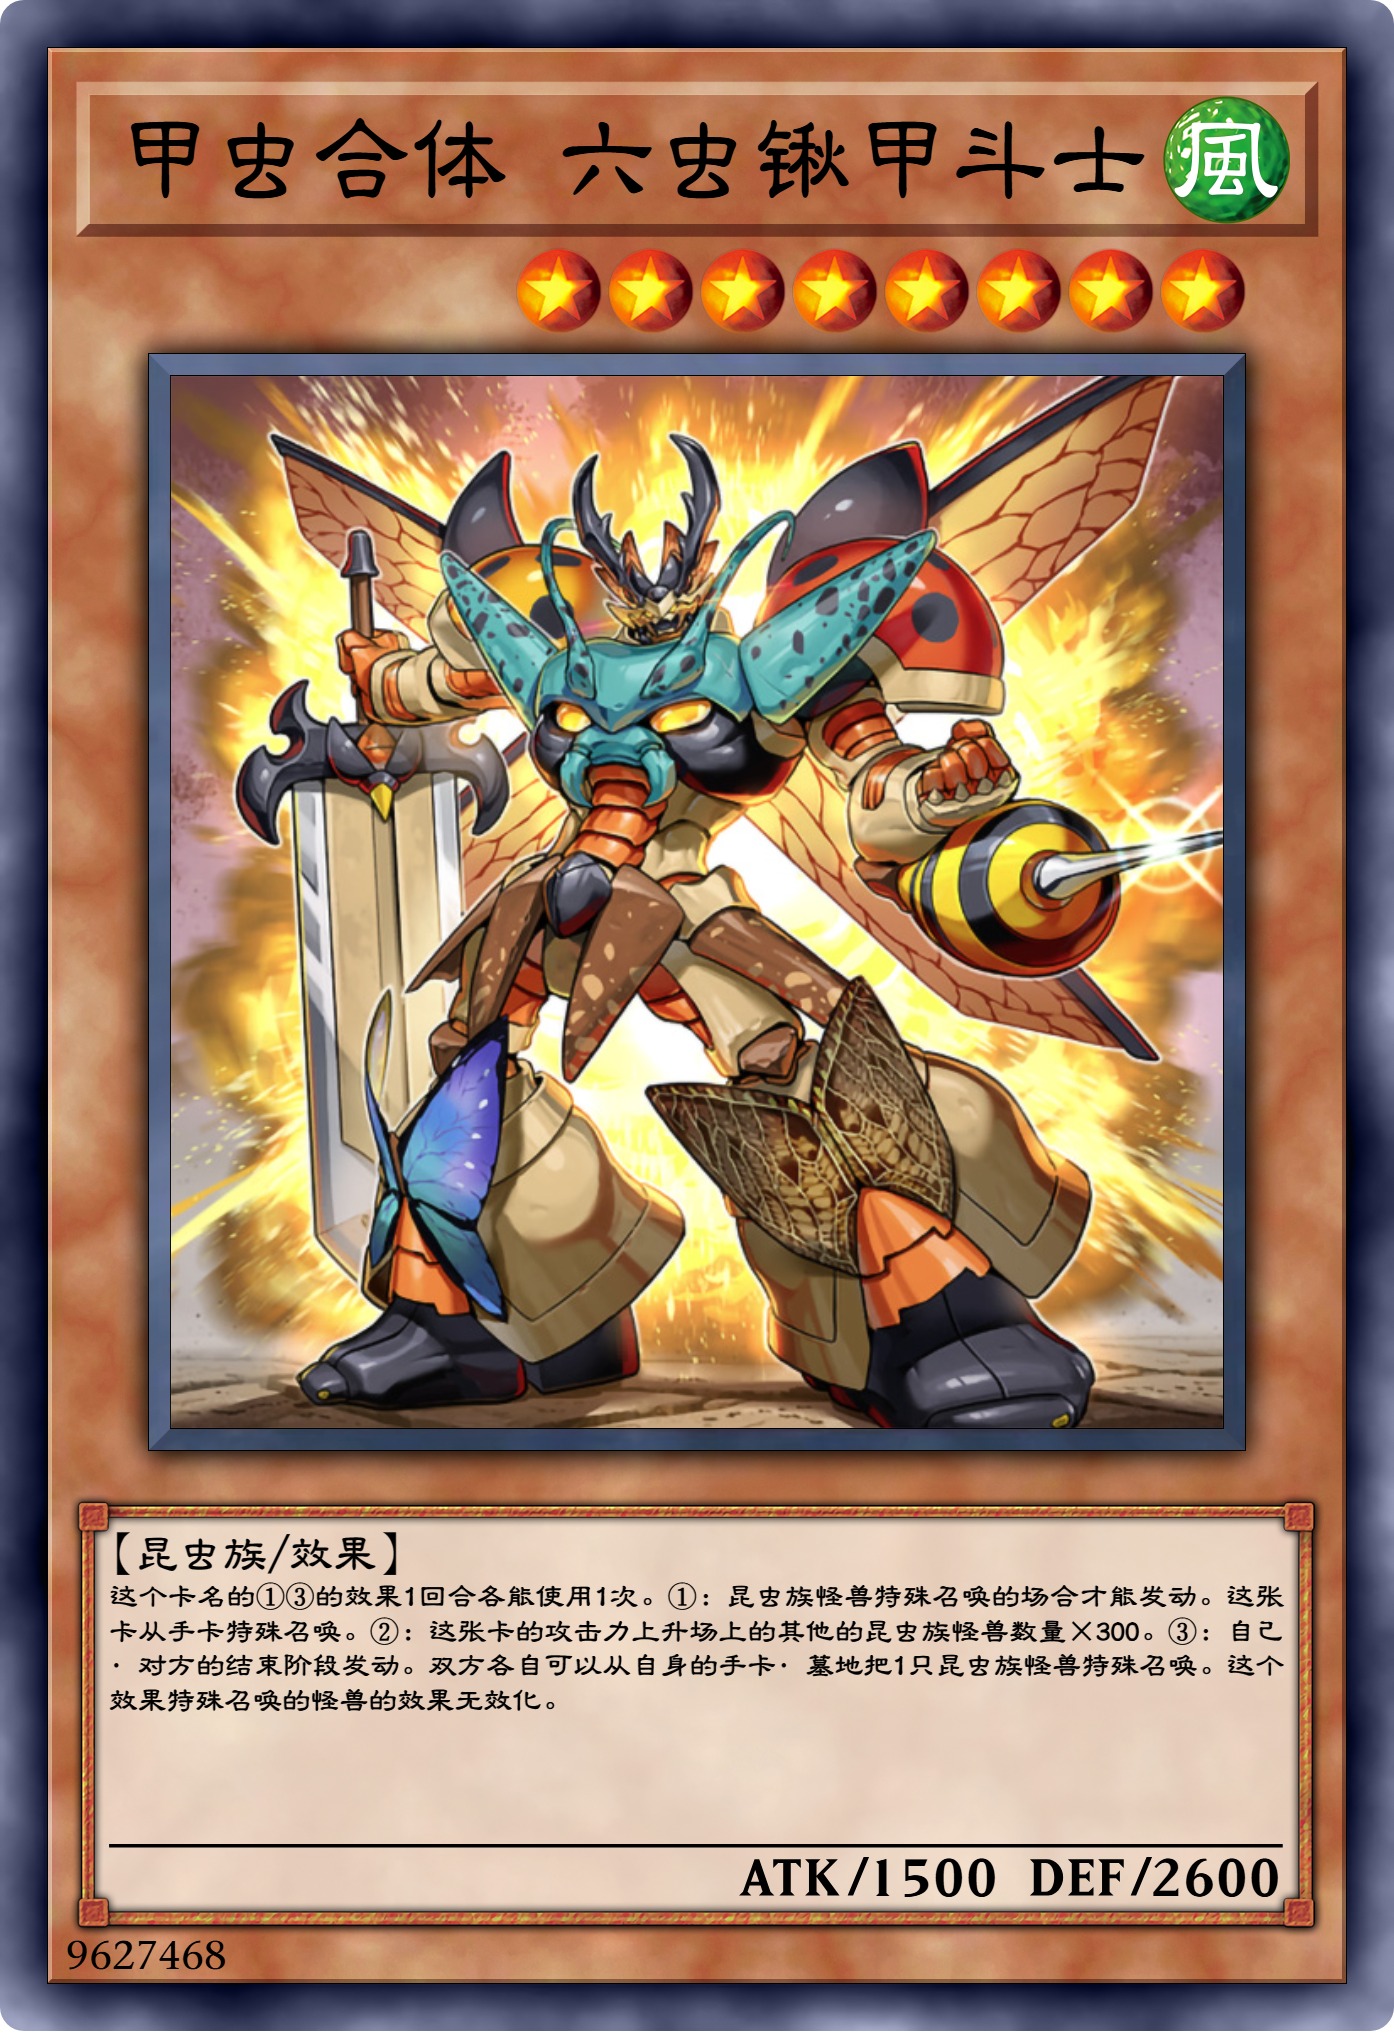 甲虫合体 六虫锹甲斗士
風
【昆虫族/效果】
这个卡名的①③的效果1回合各能使用1次。①：昆虫族怪兽特殊召唤的场合才能发动。这张
卡从手卡特殊召唤。②：这张卡的攻击力上升场上的其他的昆虫族怪兽数量×300。③：自己
·对方的结束阶段发动。双方各自可以从自身的手卡·墓地把1只昆虫族怪兽特殊召唤。这个
效果特殊召唤的怪兽的效果无效化。
ATK/1500 DEF/2600
9627468